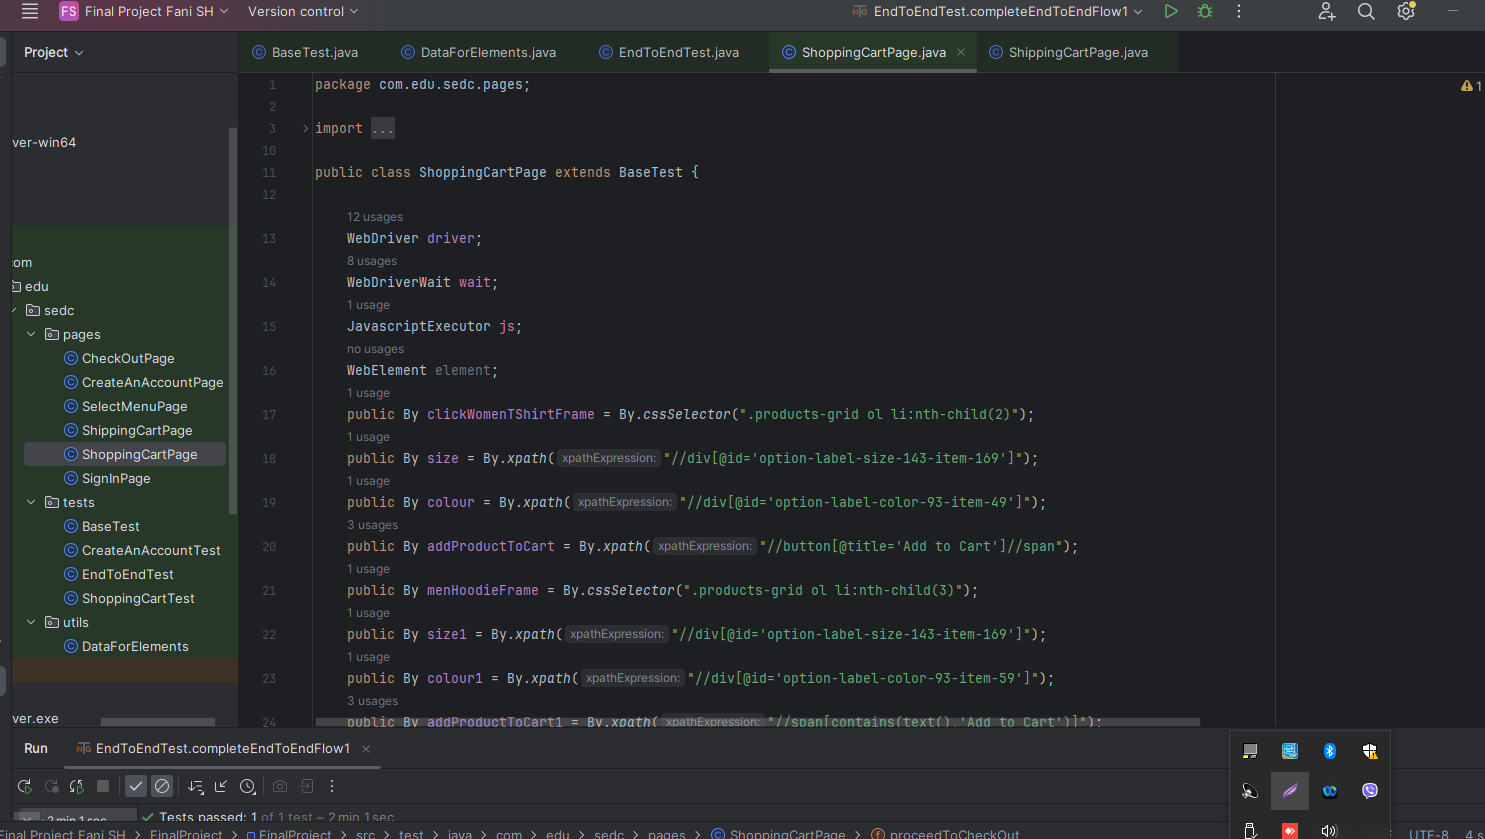 FS Final Project Fani SH Version control EndToEndTest.completeEndToEndFlow1
Project
BaseTest.java DataForElements.java EndToEndTest.java ShoppingCartPage.java ShippingCartPage.java
ver-win64
com
edu
sedc
pages
CheckOutPage
CreateAnAccountPage
SelectMenuPage
ShippingCartPage
ShoppingCartPage
SignInPage
tests
BaseTest
CreateAnAccountTest
EndToEndTest
ShoppingCartTest
utils
DataForElements
ver.exe
1 package com.edu.sedc.pages;
2
3 import ...
10
11 public class ShoppingCartPage extends BaseTest {
12
12 usages
13 WebDriver driver;
8 usages
14 WebDriverWait wait;
1 usage
15 JavascriptExecutor js;
no usages
16 WebElement element;
1 usage
17 public By clickWomenTShirtFrame = By.cssSelector(".products-grid ol li:nth-child(2)");
1 usage
18 public By size = By.xpath( xpathExpression: "//div[@id='option-label-size-143-item-169']");
1 usage
19 public By colour = By.xpath( xpathExpression: "//div[@id='option-label-color-93-item-49']");
3 usages
20 public By addProductToCart = By.xpath( xpathExpression: "//button[@title='Add to Cart']//span");
1 usage
21 public By menHoodieFrame = By.cssSelector(".products-grid ol li:nth-child(3)");
1 usage
22 public By size1 = By.xpath( xpathExpression: "//div[@id='option-label-size-143-item-169']");
1 usage
23 public By colour1 = By.xpath( xpathExpression: "//div[@id='option-label-color-93-item-59']");
3 usages
24 public By addProductToCart1 = By.xpath( xpathExpression: "//span[contains(text(),'Add to Cart')]");
1
Run EndToEndTest.completeEndToEndFlow1
2 min 1 sec Tests passed: 1 of 1 test – 2 min 1 sec
Final Project Fani SH > FinalProject > FinalProject > src > test > java > com > edu > sedc > pages > ShoppingCartPage > proceedToCheckOut UTF-8 4 s